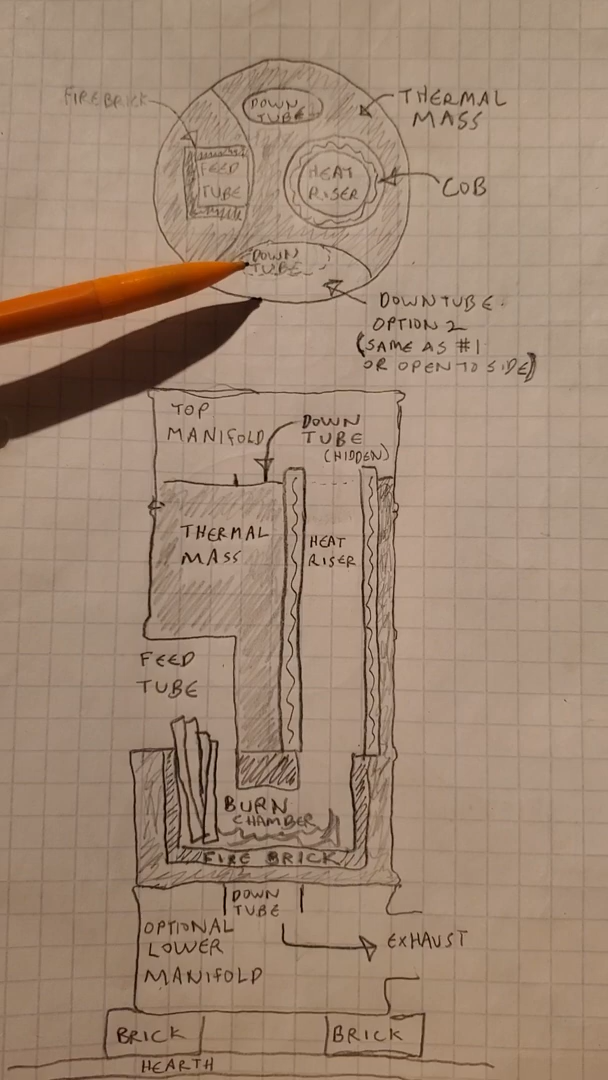 FIREBRICK
DOWN
TUBE
THERMAL
MASS
FEED
TUBE
HEAT
RISER
COB
DOWN
TUBE
DOWNTUBE
OPTION 2
(SAME AS #1
OR OPEN TO SIDE)
TOP
MANIFOLD
DOWN
TUBE
(HIDDEN)
THERMAL
MASS
HEAT
RISER
FEED
TUBE
BURN
CHAMBER
FIRE BRICK
DOWN
TUBE
OPTIONAL
LOWER
MANIFOLD
EXHAUST
BRICK
BRICK
HEARTH